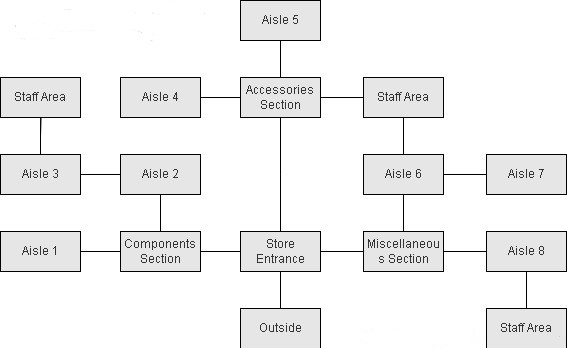 Aisle 5
Staff Area
Aisle 4
Accessories
Section
Staff Area
Aisle 3
Aisle 2
Aisle 6
Aisle 7
Aisle 1
Components
Section
Store
Entrance
Miscellaneou
s Section
Aisle 8
Outside
Staff Area